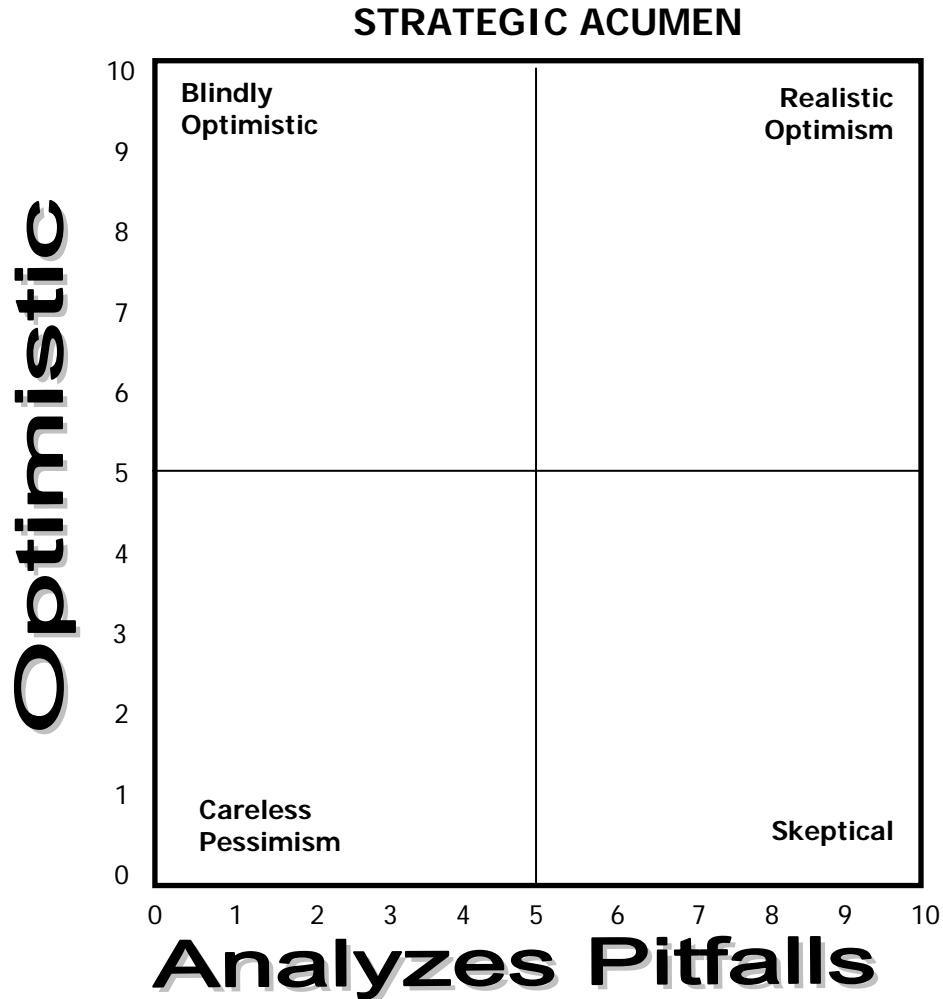 STRATEGIC ACUMEN
10
Blindly
Optimistic
Realistic
Optimism
9
8
7
6
5
4
3
2
1
0
Optimistic
Careless
Pessimism
Skeptical
0 1 2 3 4 5 6 7 8 9 10
Analyzes Pitfalls